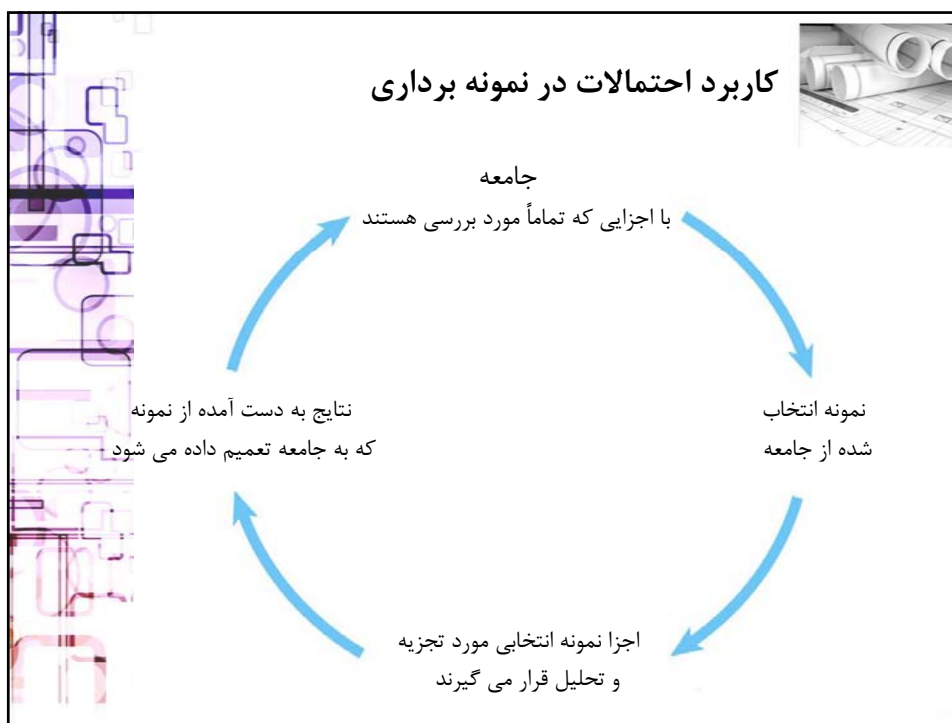 کاربرد احتمالات در نمونه برداری
جامعه
با اجزایی که تماماً مورد بررسی هستند
نمونه انتخاب
شده از جامعه
اجزا نمونه انتخابی مورد تجزیه
و تحلیل قرار می گیرند
نتایج به دست آمده از نمونه
که به جامعه تعمیم داده می شود